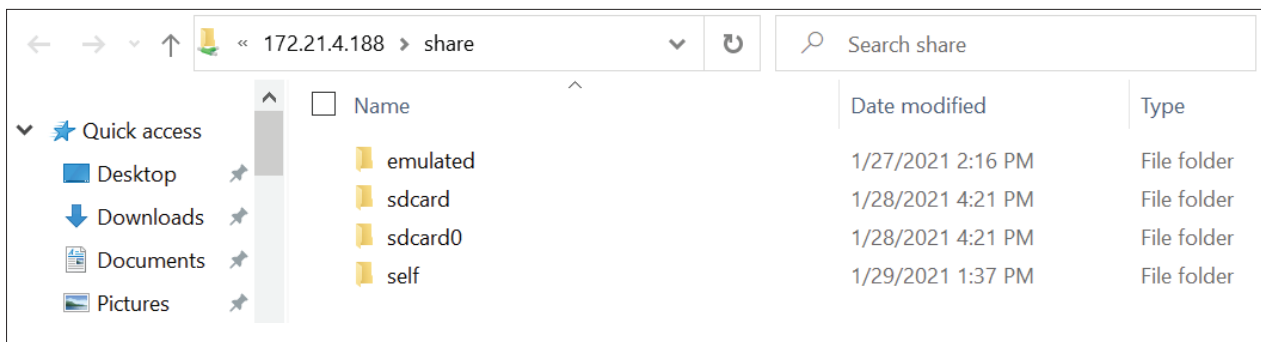 « 172.21.4.188 > share
Search share
Name Date modified Type
Quick access
Desktop
Downloads
Documents
Pictures
emulated 1/27/2021 2:16 PM File folder
sdcard 1/28/2021 4:21 PM File folder
sdcard0 1/28/2021 4:21 PM File folder
self 1/29/2021 1:37 PM File folder